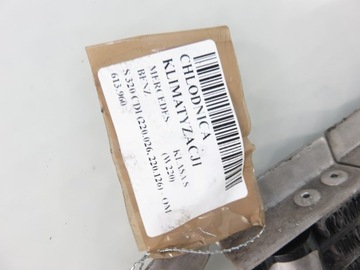 CHŁODNICA
KLIMATYZACJI
MERCEDES KLASA S
BENZ (W220)
S 320 CDI (220.026, 220.126) OM
613.960